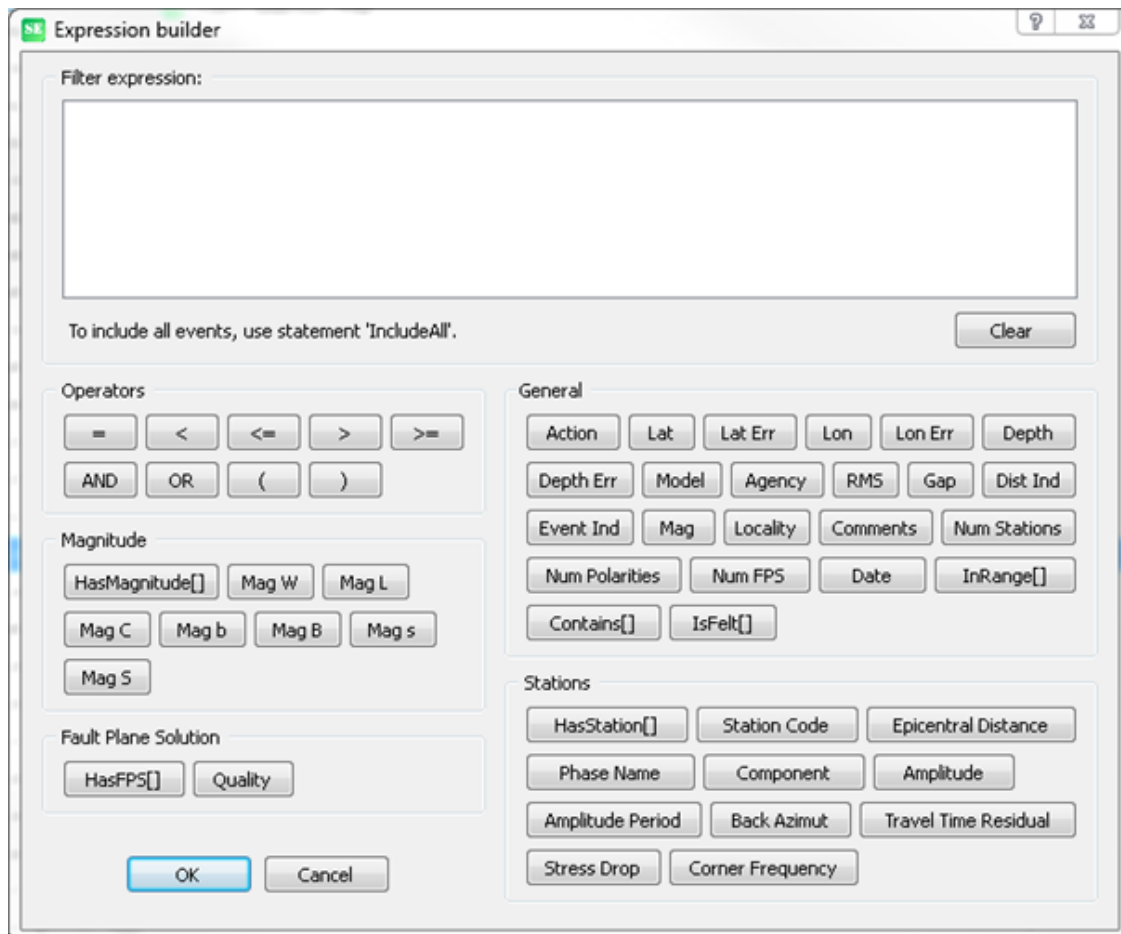 SE Expression builder
Filter expression:
To include all events, use statement 'IncludeAll'.
Clear
Operators
= < <= > >=
AND OR ( )
Magnitude
HasMagnitude[] Mag W Mag L
Mag C Mag b Mag B Mag s
Mag S
Fault Plane Solution
HasFPS[] Quality
OK Cancel
General
Action Lat Lat Err Lon Lon Err Depth
Depth Err Model Agency RMS Gap Dist Ind
Event Ind Mag Locality Comments Num Stations
Num Polarities Num FPS Date InRange[]
Contains[] IsFelt[]
Stations
HasStation[] Station Code Epicentral Distance
Phase Name Component Amplitude
Amplitude Period Back Azimut Travel Time Residual
Stress Drop Corner Frequency